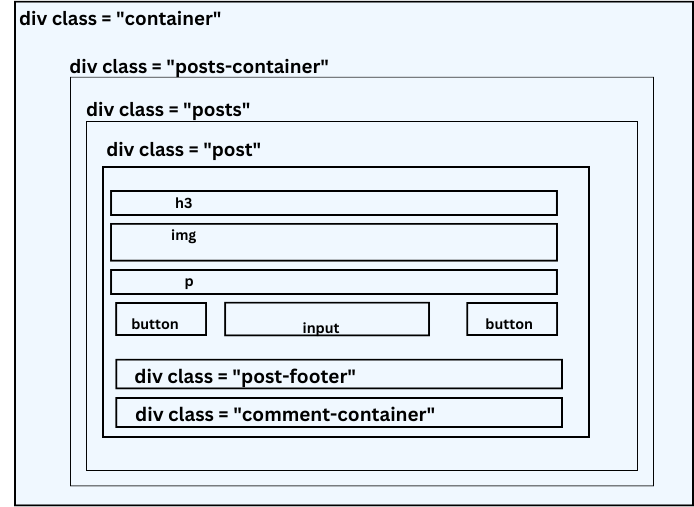 div class = "container"
div class = "posts-container"
div class = "posts"
div class = "post"
h3
img
p
button
input
button
div class = "post-footer"
div class = "comment-container"